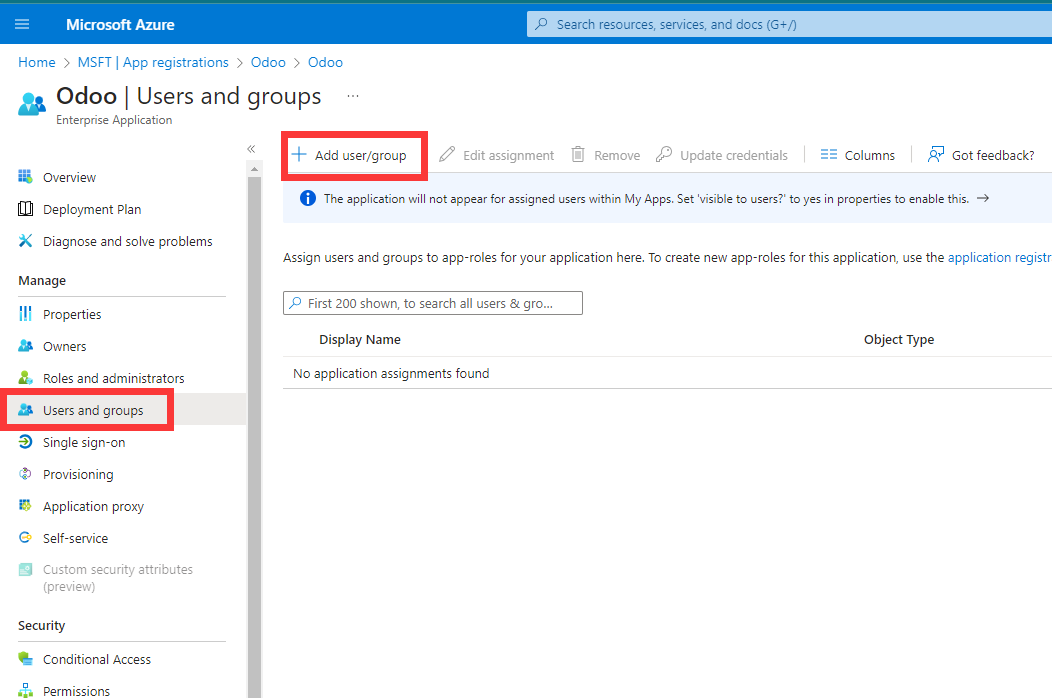 Microsoft Azure
Search resources, services, and docs (G+/)
Home > MSFT | App registrations > Odoo > Odoo
Odoo | Users and groups ...
Enterprise Application
«
Add user/group
Edit assignment
Remove
Update credentials
Columns
Got feedback?
The application will not appear for assigned users within My Apps. Set 'visible to users?' to yes in properties to enable this. →
Assign users and groups to app-roles for your application here. To create new app-roles for this application, use the application registr
First 200 shown, to search all users & gro...
Display Name
Object Type
No application assignments found
Overview
Deployment Plan
Diagnose and solve problems
Manage
Properties
Owners
Roles and administrators
Users and groups
Single sign-on
Provisioning
Application proxy
Self-service
Custom security attributes
(preview)
Security
Conditional Access
Permissions